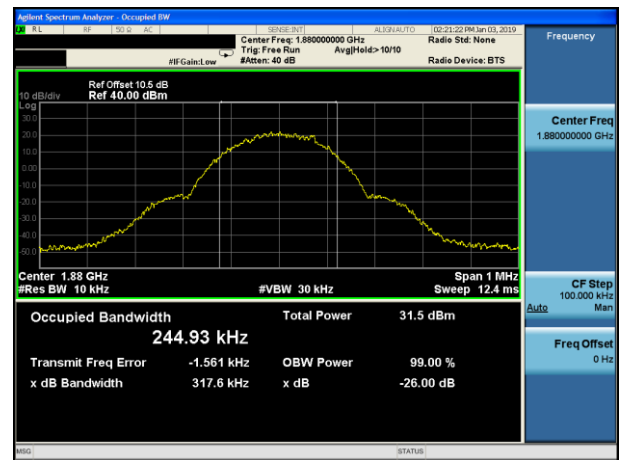 Agilent Spectrum Analyzer - Occupied BW
RL RF 50 Ω AC SENSE:INT ALIGNAUTO 02:21:22 PM Jan 03, 2019
Center Freq: 1.880000000 GHz Radio Std: None
Trig: Free Run Avg|Hold:> 10/10
#IFGain:Low #Atten: 40 dB Radio Device: BTS
Frequency
Ref Offset 10.5 dB
10 dB/div Ref 40.00 dBm
Log
30.0
20.0
10.0
0.00
-10.0
-20.0
-30.0
-40.0
-50.0
Center 1.88 GHz Span 1 MHz
#Res BW 10 kHz #VBW 30 kHz Sweep 12.4 ms
Center Freq
1.880000000 GHz
CF Step
100.000 kHz
Auto Man
Freq Offset
0 Hz
Occupied Bandwidth Total Power 31.5 dBm
244.93 kHz
Transmit Freq Error -1.561 kHz OBW Power 99.00 %
x dB Bandwidth 317.6 kHz x dB -26.00 dB
MSG STATUS